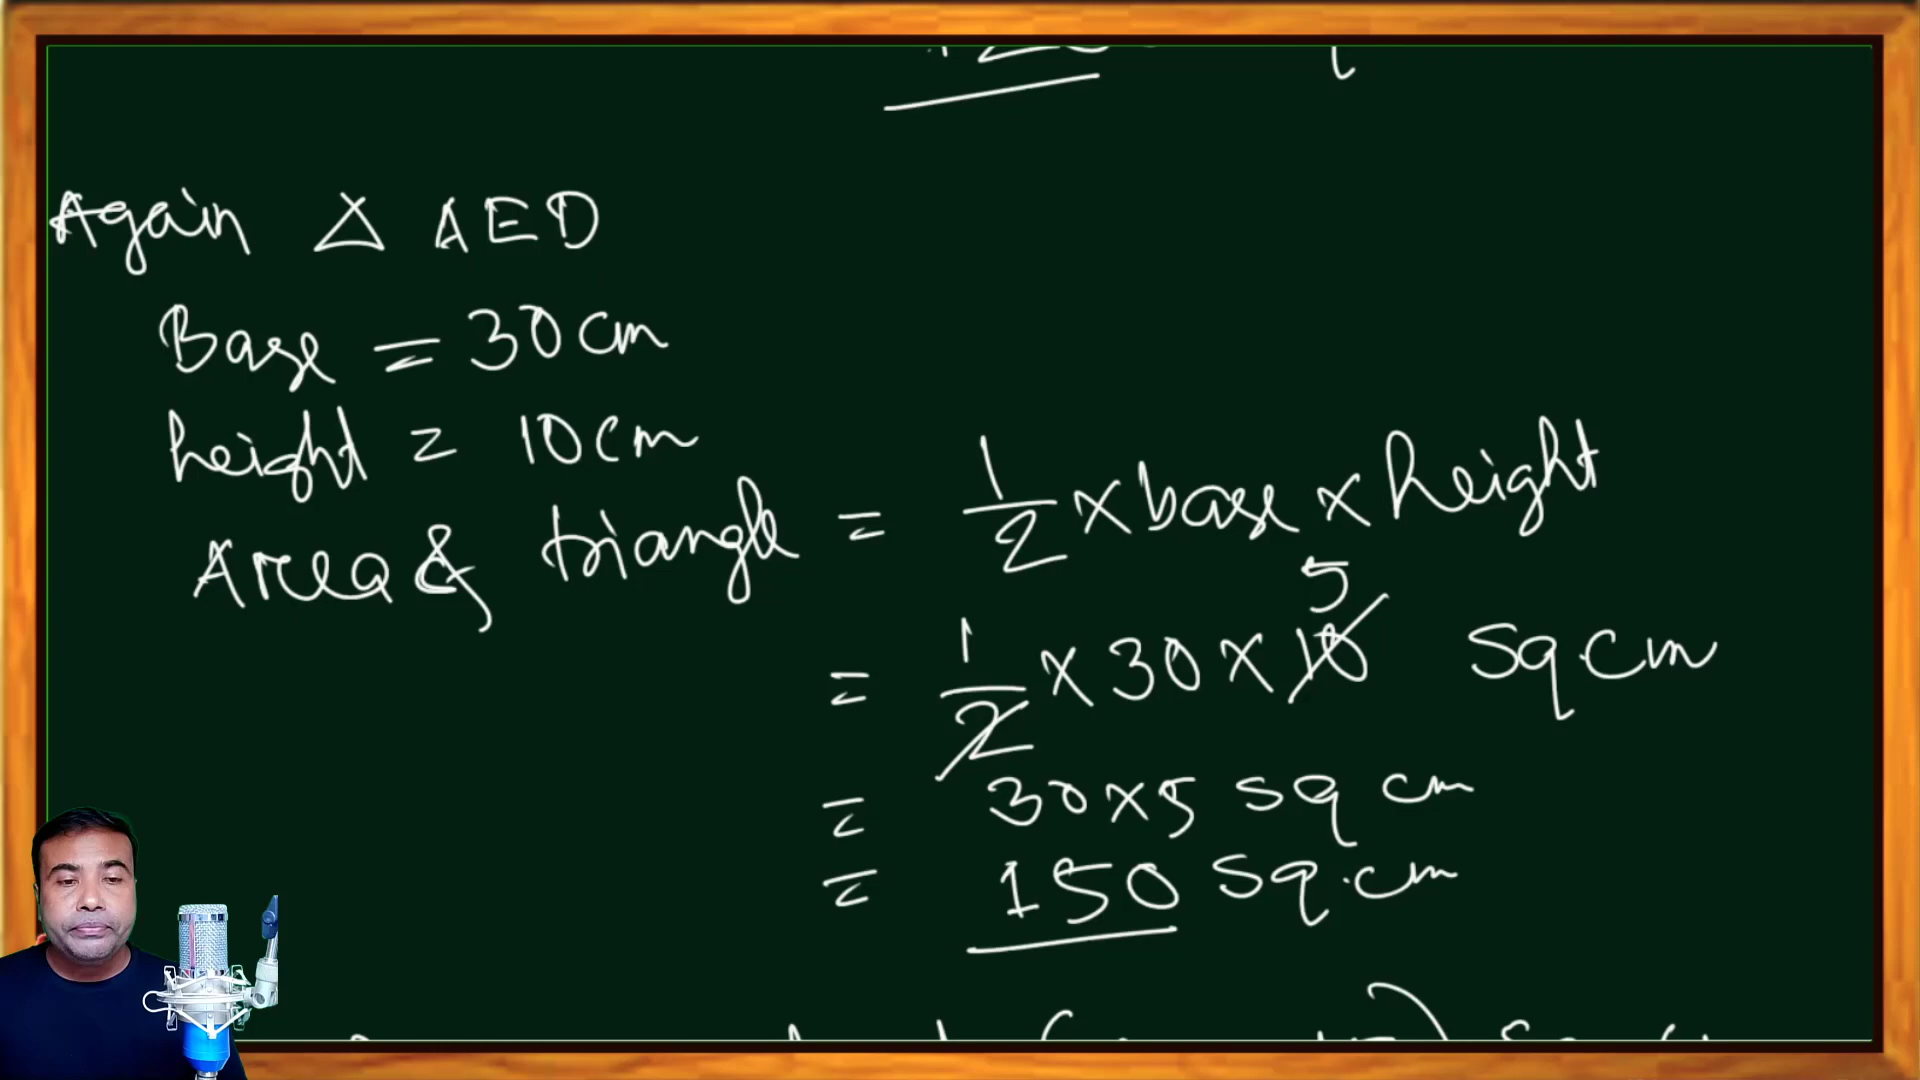 Again △ AED
Base = 30 cm
height = 10 cm
Area of triangle = 1/2 × base × height
= 1/2 × 30 × 10 5 sq cm
= 30 × 5 sq cm
= 150 sq.cm